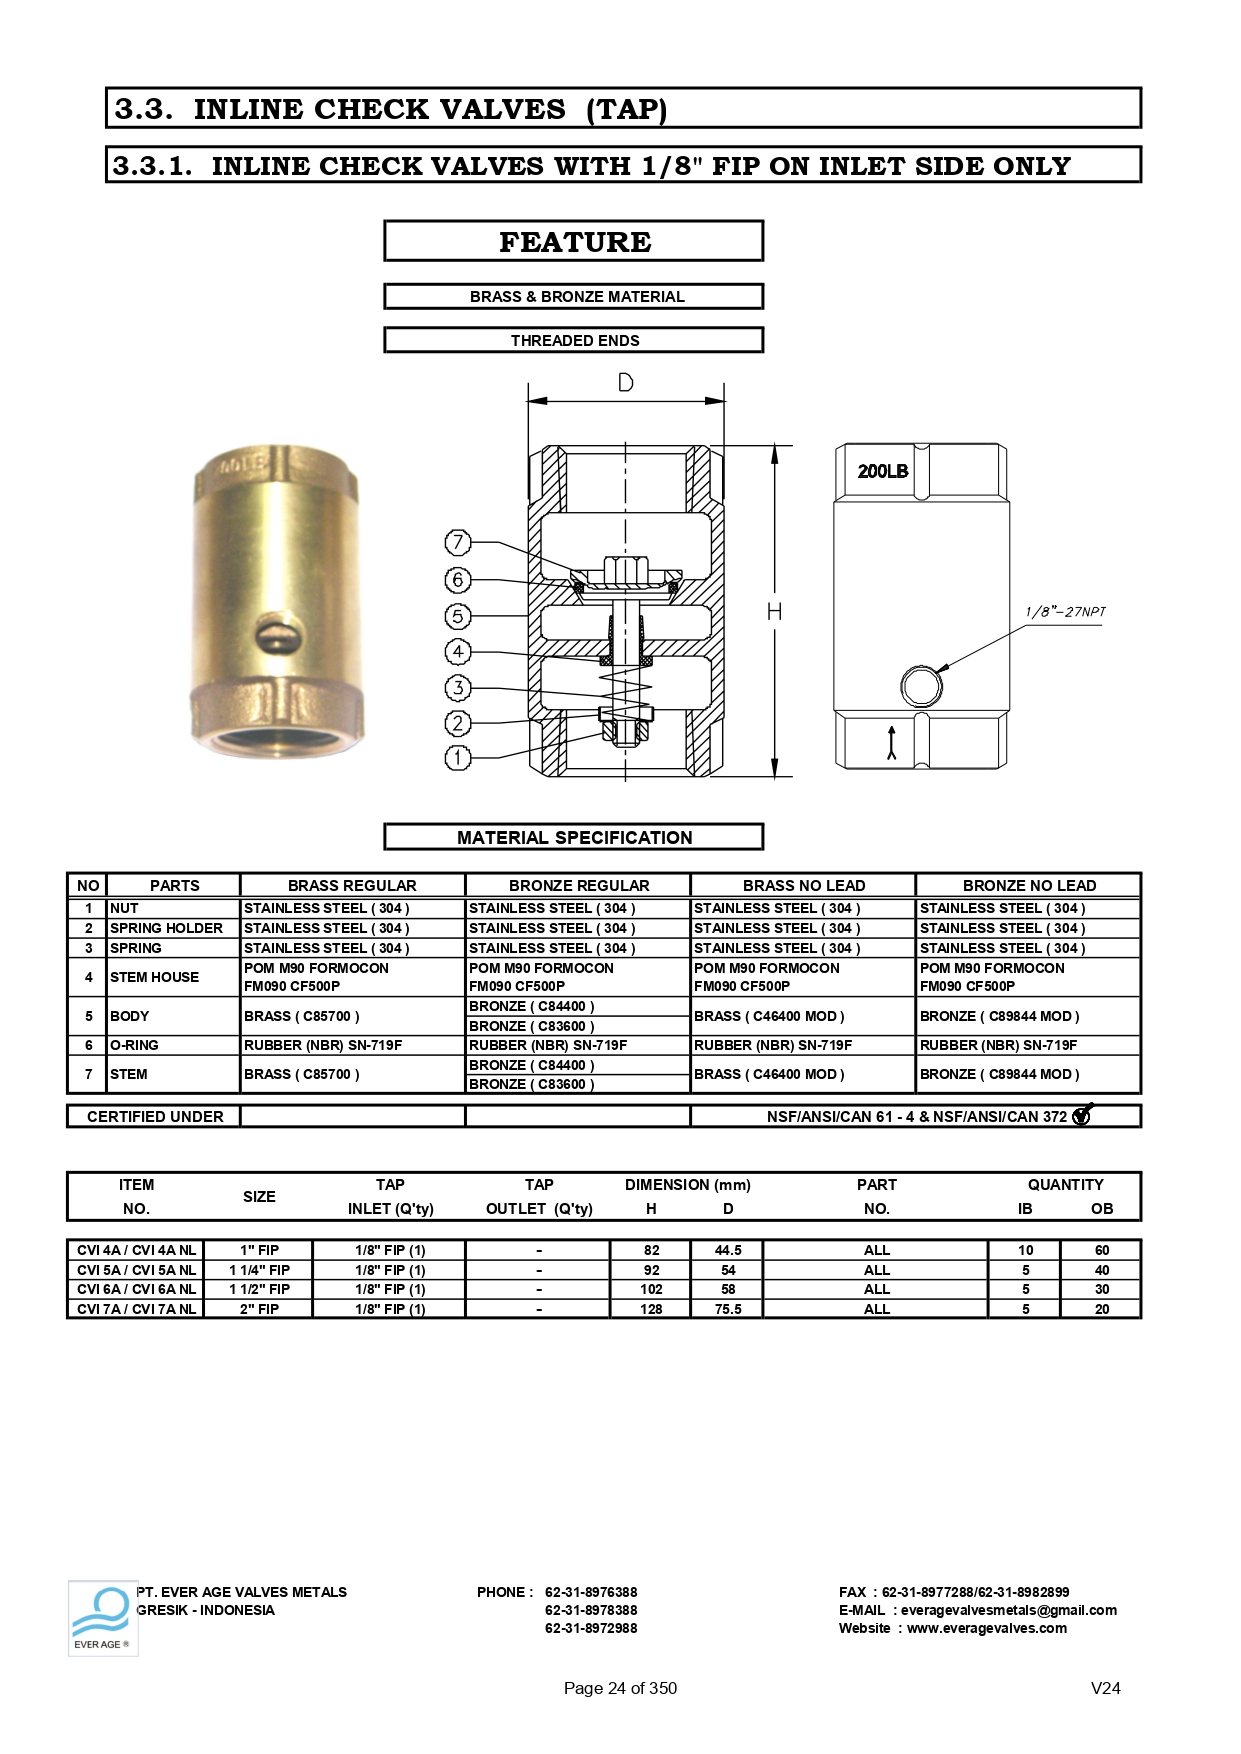 3.3. INLINE CHECK VALVES (TAP)
3.3.1. INLINE CHECK VALVES WITH 1/8" FIP ON INLET SIDE ONLY
FEATURE
BRASS & BRONZE MATERIAL
THREADED ENDS
D
200LB
7
6
5
4
3
2
1
H
1/8"-27NPT
MATERIAL SPECIFICATION
NO PARTS BRASS REGULAR BRONZE REGULAR BRASS NO LEAD BRONZE NO LEAD
1 NUT STAINLESS STEEL ( 304 ) STAINLESS STEEL ( 304 ) STAINLESS STEEL ( 304 ) STAINLESS STEEL ( 304 )
2 SPRING HOLDER STAINLESS STEEL ( 304 ) STAINLESS STEEL ( 304 ) STAINLESS STEEL ( 304 ) STAINLESS STEEL ( 304 )
3 SPRING STAINLESS STEEL ( 304 ) STAINLESS STEEL ( 304 ) STAINLESS STEEL ( 304 ) STAINLESS STEEL ( 304 )
4 STEM HOUSE POM M90 FORMOCON POM M90 FORMOCON POM M90 FORMOCON POM M90 FORMOCON
FM090 CF500P FM090 CF500P FM090 CF500P FM090 CF500P
5 BODY BRASS ( C85700 ) BRONZE ( C84400 ) BRASS ( C46400 MOD ) BRONZE ( C89844 MOD )
BRONZE ( C83600 )
6 O-RING RUBBER (NBR) SN-719F RUBBER (NBR) SN-719F RUBBER (NBR) SN-719F RUBBER (NBR) SN-719F
7 STEM BRASS ( C85700 ) BRONZE ( C84400 ) BRASS ( C46400 MOD ) BRONZE ( C89844 MOD )
BRONZE ( C83600 )
CERTIFIED UNDER NSF/ANSI/CAN 61 - 4 & NSF/ANSI/CAN 372
ITEM SIZE TAP TAP DIMENSION (mm) PART QUANTITY
NO. INLET (Q'ty) OUTLET (Q'ty) H D NO. IB OB
CVI 4A / CVI 4A NL 1" FIP 1/8" FIP (1) - 82 44.5 ALL 10 60
CVI 5A / CVI 5A NL 1 1/4" FIP 1/8" FIP (1) - 92 54 ALL 5 40
CVI 6A / CVI 6A NL 1 1/2" FIP 1/8" FIP (1) - 102 58 ALL 5 30
CVI 7A / CVI 7A NL 2" FIP 1/8" FIP (1) - 128 75.5 ALL 5 20
PT. EVER AGE VALVES METALS PHONE : 62-31-8976388 FAX : 62-31-8977288/62-31-8982899
GRESIK - INDONESIA 62-31-8978388 E-MAIL : everagevalvesmetals@gmail.com
62-31-8972988 Website : www.everagevalves.com
EVER AGE ®
Page 24 of 350 V24